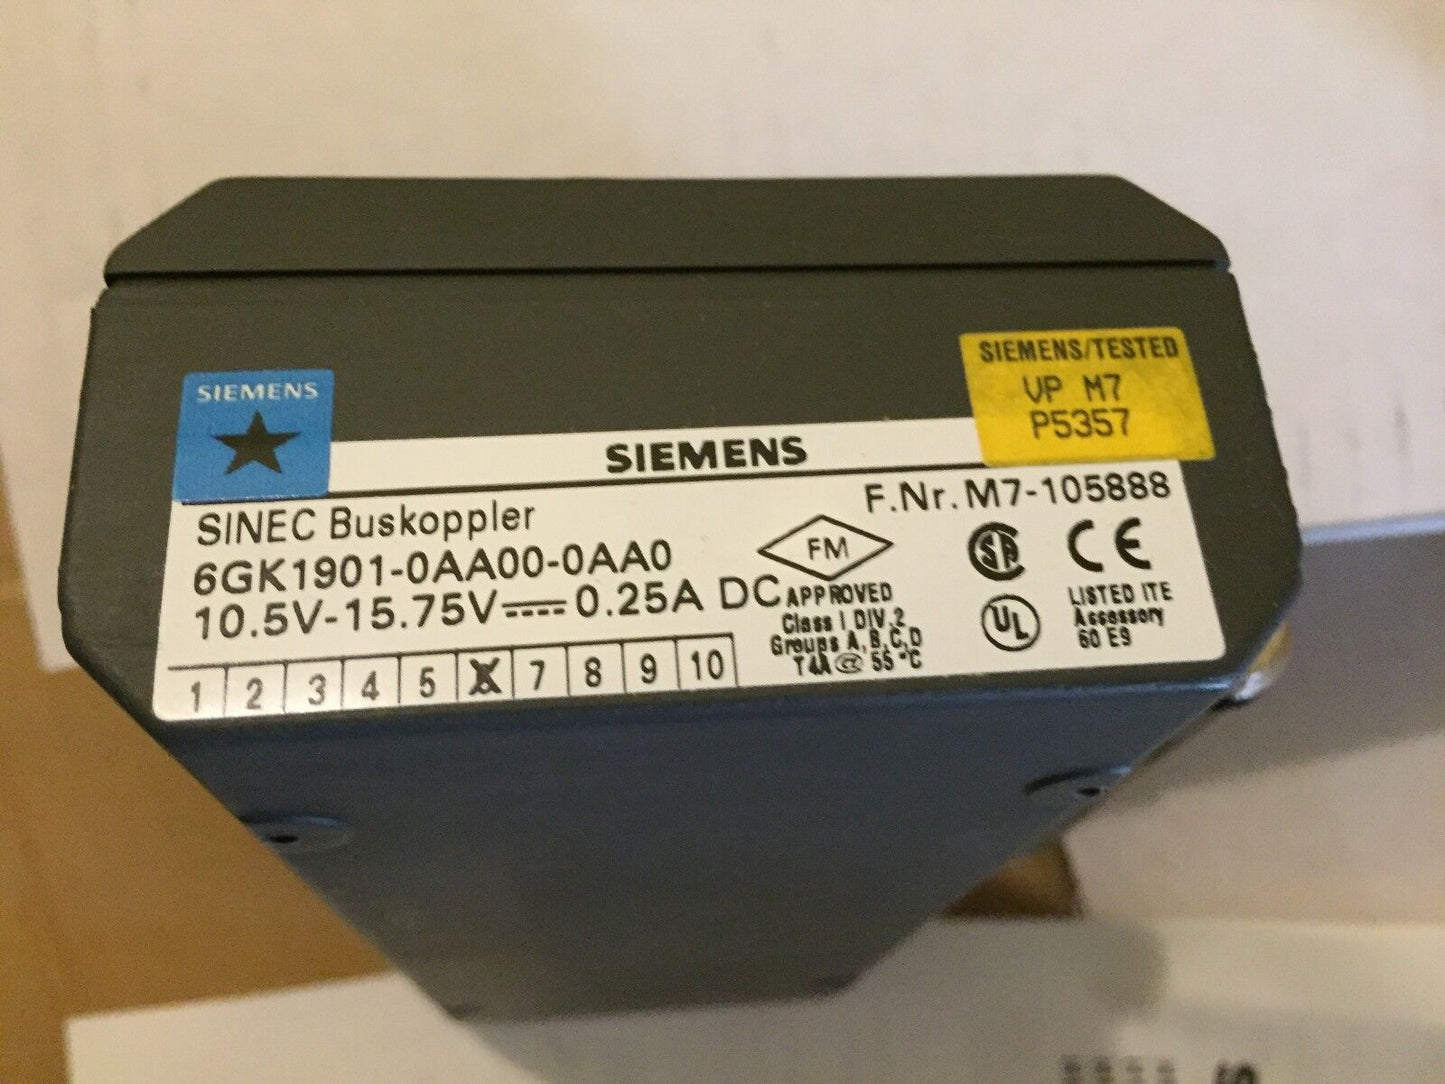 SIEMENS
SIEMENS/TESTED
VP M7
P5357
SIEMENS
F.Nr. M7-105888
SINEC Buskoppler
6GK1901-0AA00-0AA0
10.5V-15.75V 0.25A DC
FM
APPROVED
Class I, DIV.2
Groups A,B,C,D
T4A @ 55 °C
SA
CE
UL
LISTED ITE
Accessory
60 E9
1 2 3 4 5 X 7 8 9 10